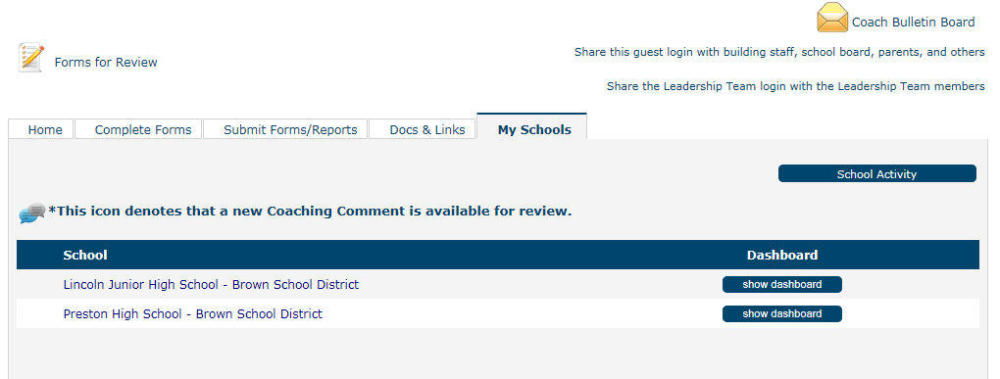 Coach Bulletin Board
Forms for Review
Share this guest login with building staff, school board, parents, and others
Share the Leadership Team login with the Leadership Team members
Home Complete Forms Submit Forms/Reports Docs & Links My Schools
School Activity
*This icon denotes that a new Coaching Comment is available for review.
School Dashboard
Lincoln Junior High School - Brown School District show dashboard
Preston High School - Brown School District show dashboard